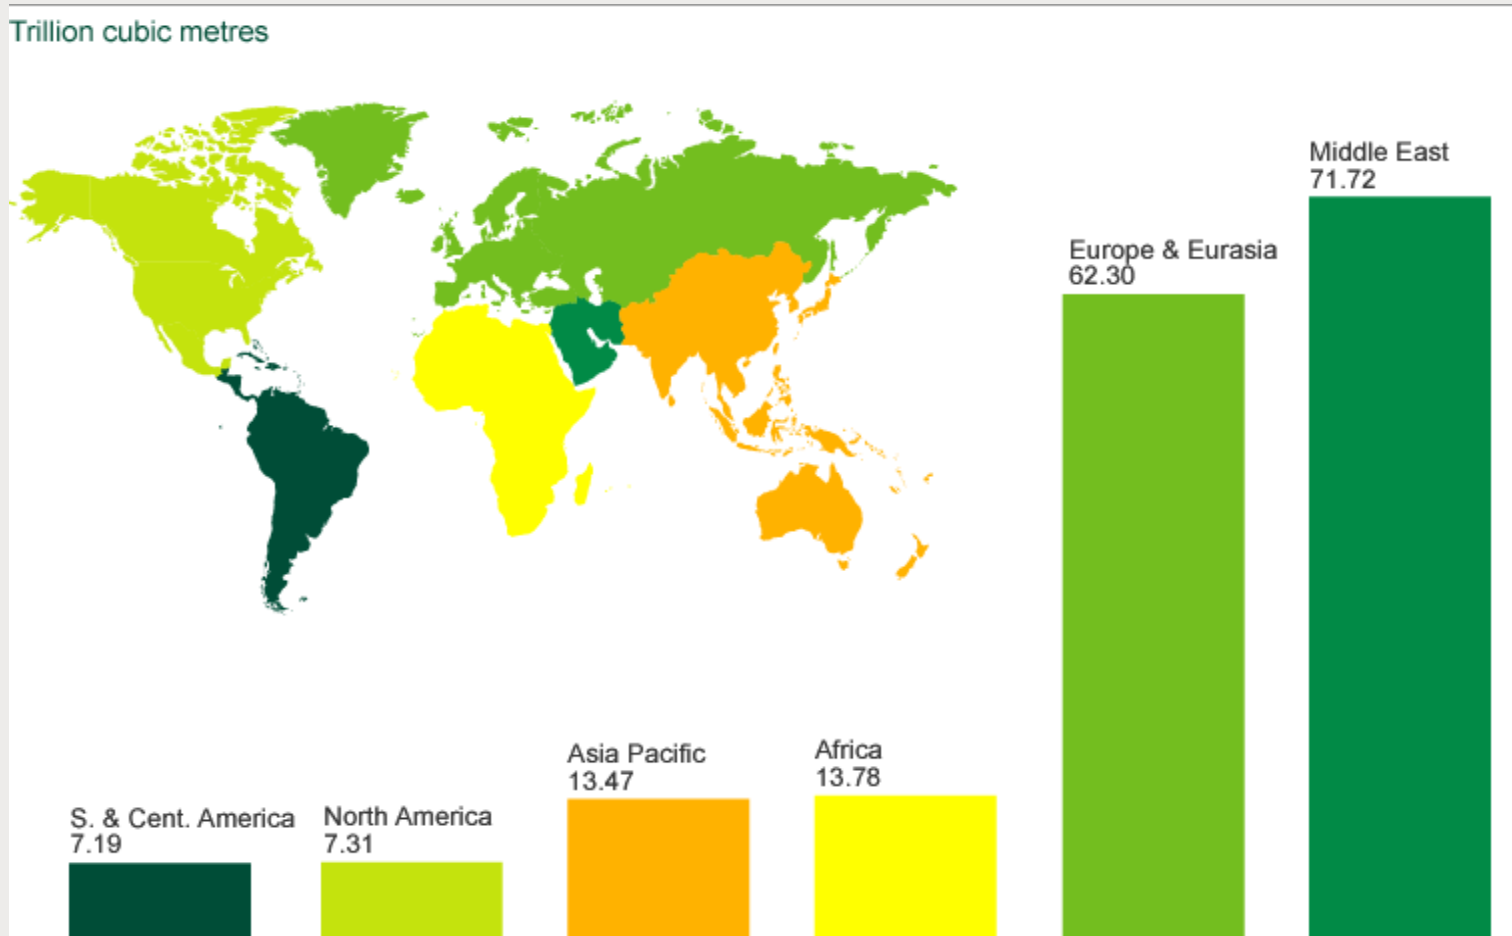 Trillion cubic metres
Middle East
71.72
Europe & Eurasia
62.30
Asia Pacific
13.47
Africa
13.78
S. & Cent. America
7.19
North America
7.31